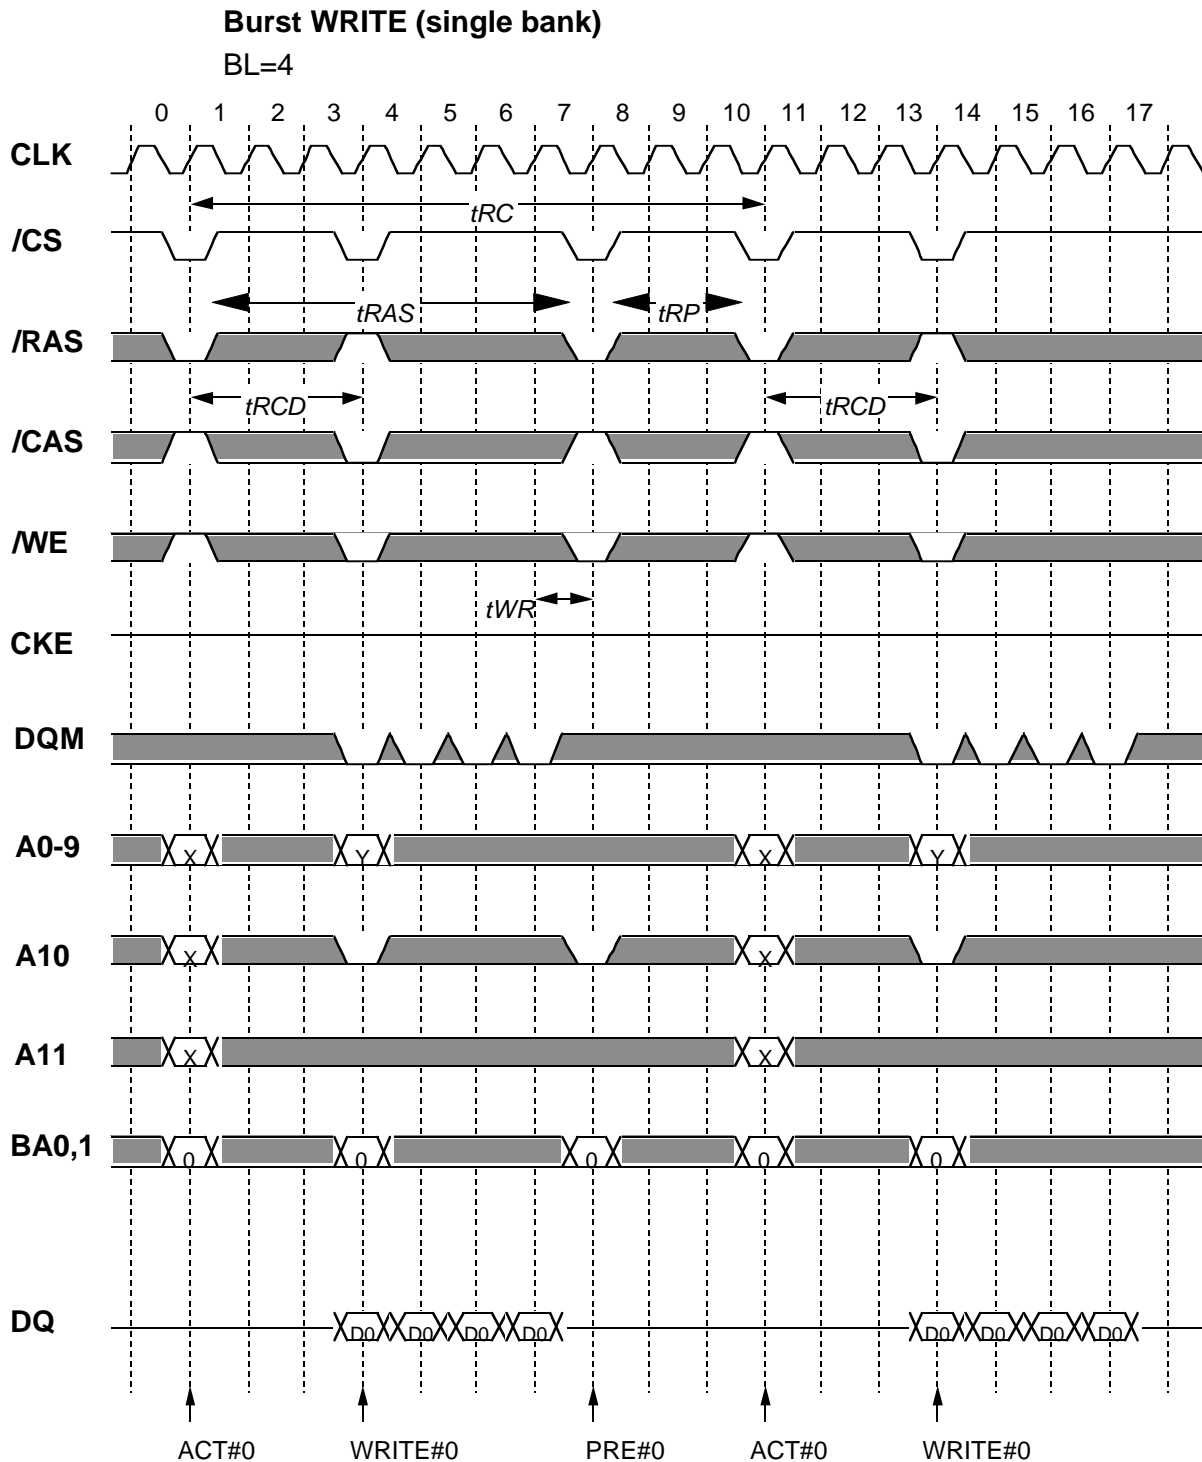 Burst WRITE (single bank)
BL=4
0 1 2 3 4 5 6 7 8 9 10 11 12 13 14 15 16 17
CLK
tRC
/CS
tRAS tRP
/RAS
tRCD tRCD
/CAS
/WE
tWR
CKE
DQM
A0-9 X Y X Y
A10 X X
A11 X X
BA0,1 0 0 0 0 0
DQ D0 D0 D0 D0 D0 D0 D0 D0
ACT#0 WRITE#0 PRE#0 ACT#0 WRITE#0